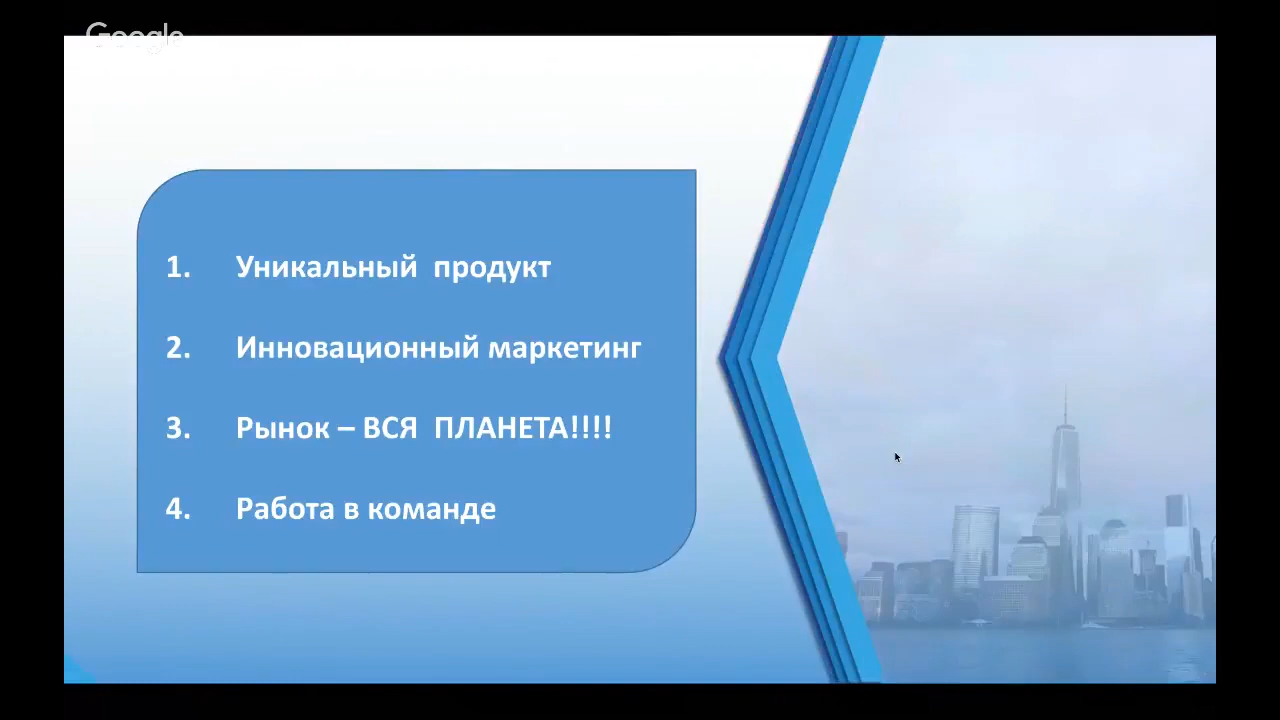 Google
1. Уникальный продукт
2. Инновационный маркетинг
3. Рынок – ВСЯ ПЛАНЕТА!!!!
4. Работа в команде